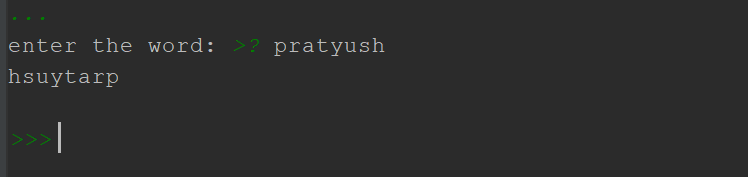 ...
enter the word: >? pratyush
hsuytarp
>>>